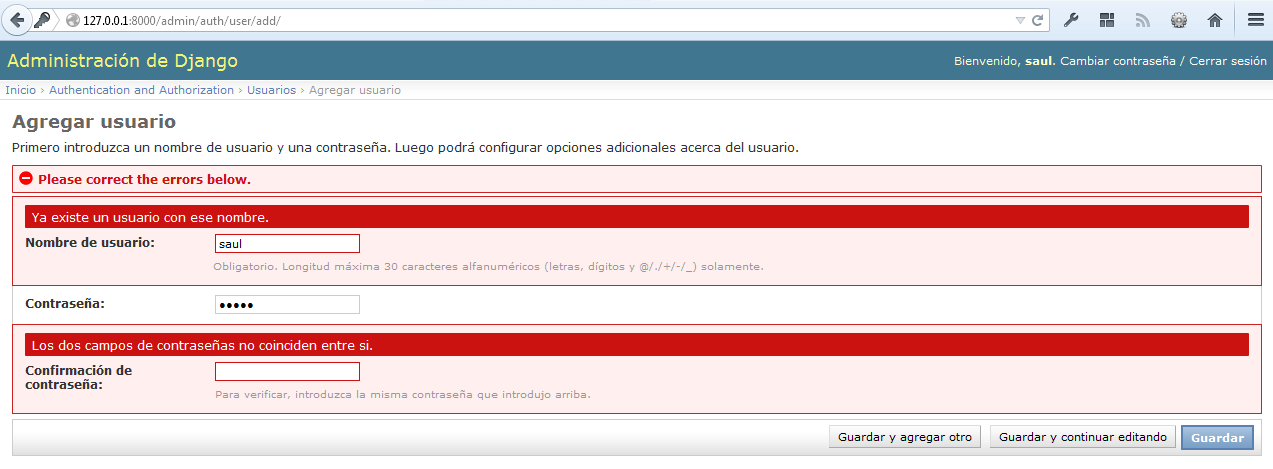 127.0.0.1:8000/admin/auth/user/add/
Administración de Django
Bienvenido, saul. Cambiar contraseña / Cerrar sesión
Inicio › Authentication and Authorization › Usuarios › Agregar usuario
Agregar usuario
Primero introduzca un nombre de usuario y una contraseña. Luego podrá configurar opciones adicionales acerca del usuario.
Please correct the errors below.
Ya existe un usuario con ese nombre.
Nombre de usuario: saul
Obligatorio. Longitud máxima 30 caracteres alfanuméricos (letras, dígitos y @/./+/-/_) solamente.
Contraseña: •••••
Los dos campos de contraseñas no coinciden entre si.
Confirmación de
contraseña:
Para verificar, introduzca la misma contraseña que introdujo arriba.
Guardar y agregar otro Guardar y continuar editando Guardar